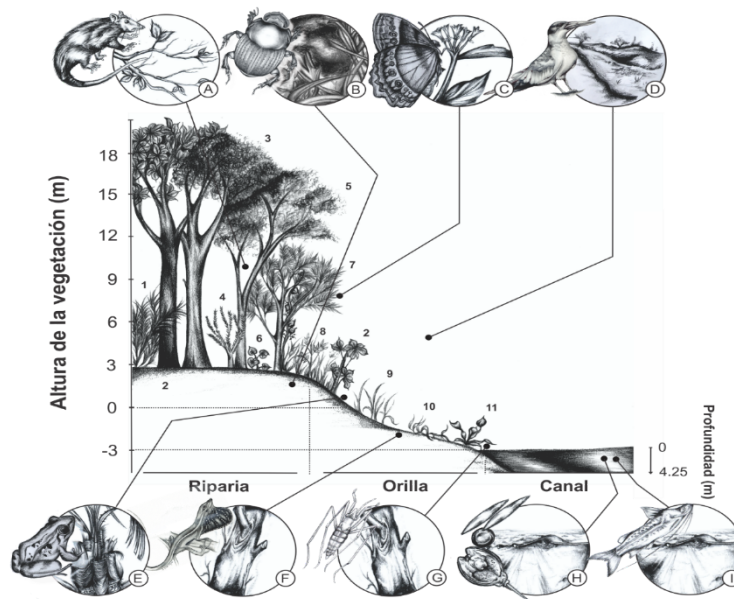 A
B
C
D
Altura de la vegetación (m)
18
15
12
9
6
3
0
-3
1
2
3
4
5
6
7
8
2
9
10
11
Profundidad (m)
0
4.25
Riparia
Orilla
Canal
E
F
G
H
I